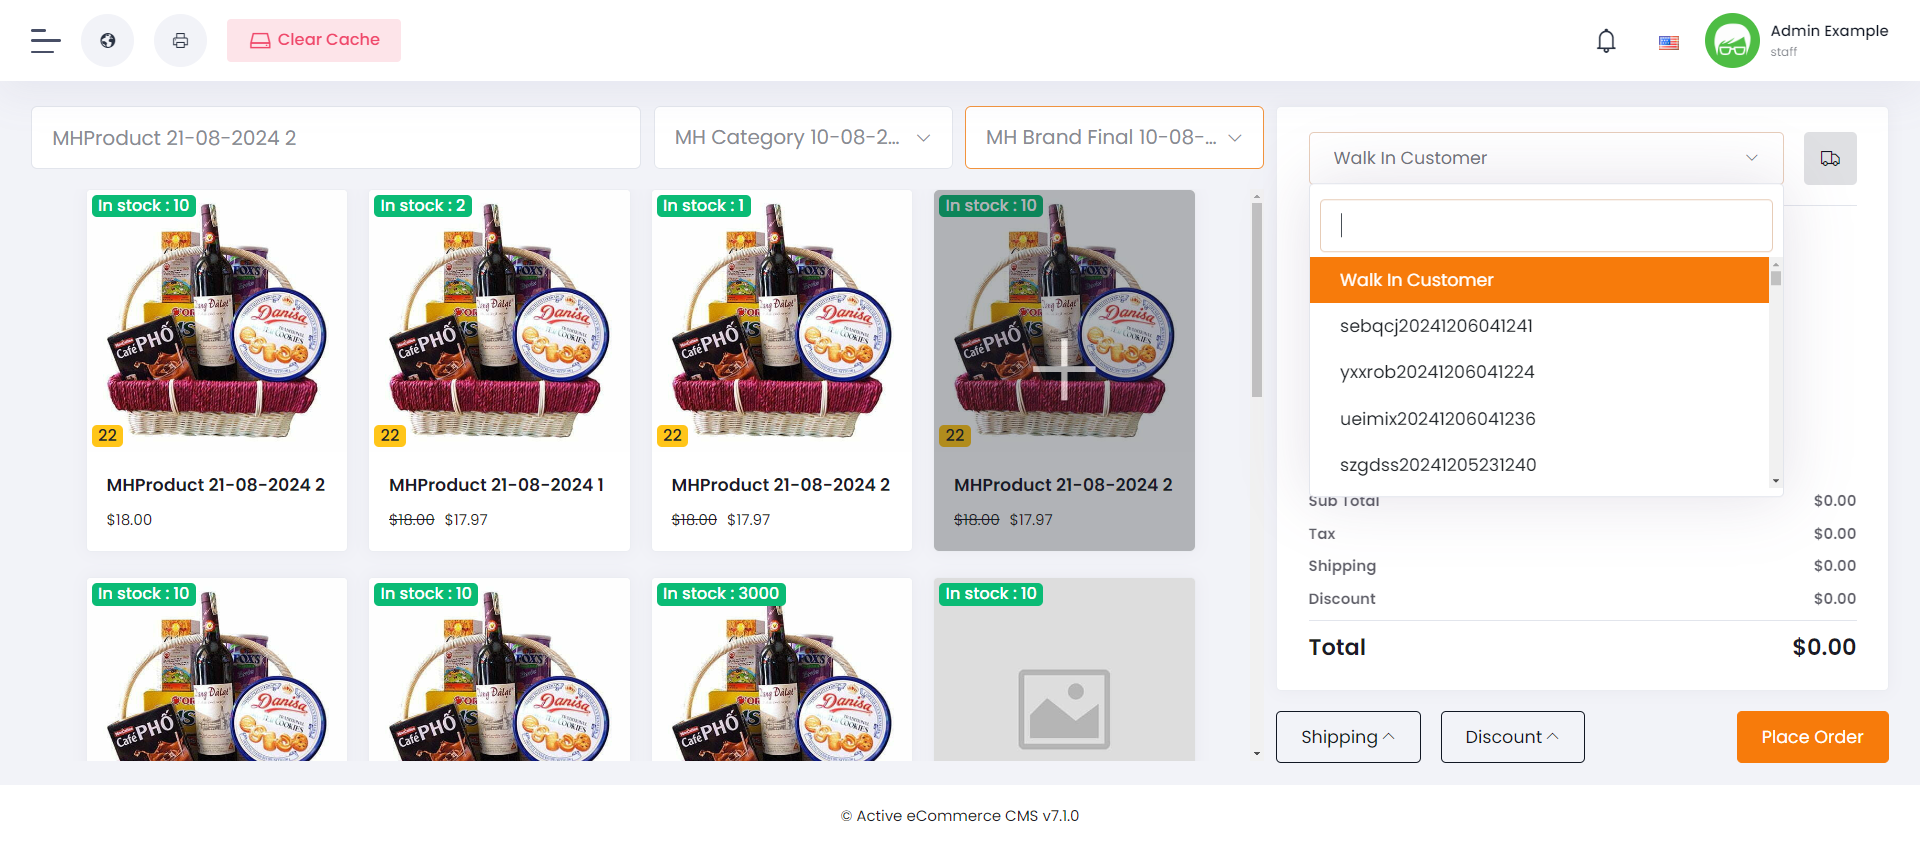 Clear Cache
Admin Example
staff
MHProduct 21-08-2024 2
MH Category 10-08-2...
MH Brand Final 10-08-...
Walk In Customer
Walk In Customer
sebqcj20241206041241
yxxrob20241206041224
ueimix20241206041236
szgdss20241205231240
In stock : 10
22
MHProduct 21-08-2024 2
$18.00
In stock : 2
22
MHProduct 21-08-2024 1
$18.00 $17.97
In stock : 1
22
MHProduct 21-08-2024 2
$18.00 $17.97
In stock : 10
22
MHProduct 21-08-2024 2
$18.00 $17.97
In stock : 10
In stock : 10
In stock : 3000
In stock : 10
Café PHỐ
Danisa
FOX'S
COOKIES
Sub Total $0.00
Tax $0.00
Shipping $0.00
Discount $0.00
Total $0.00
Shipping
Discount
Place Order
© Active eCommerce CMS v7.1.0